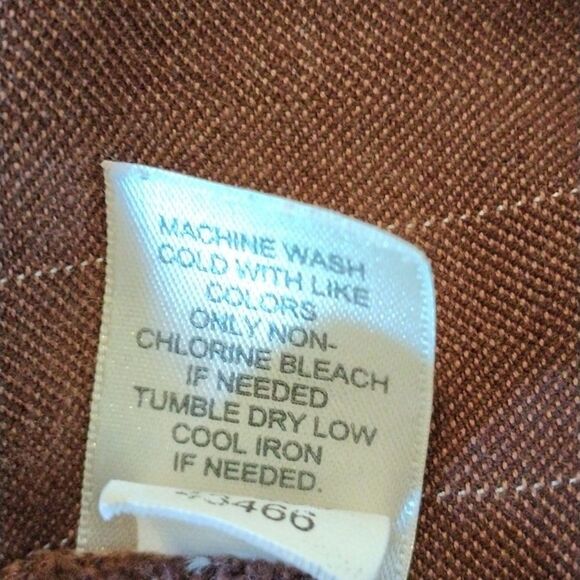 MACHINE WASH
COLD WITH LIKE
COLORS
ONLY NON-
CHLORINE BLEACH
IF NEEDED
TUMBLE DRY LOW
COOL IRON
IF NEEDED.
43466